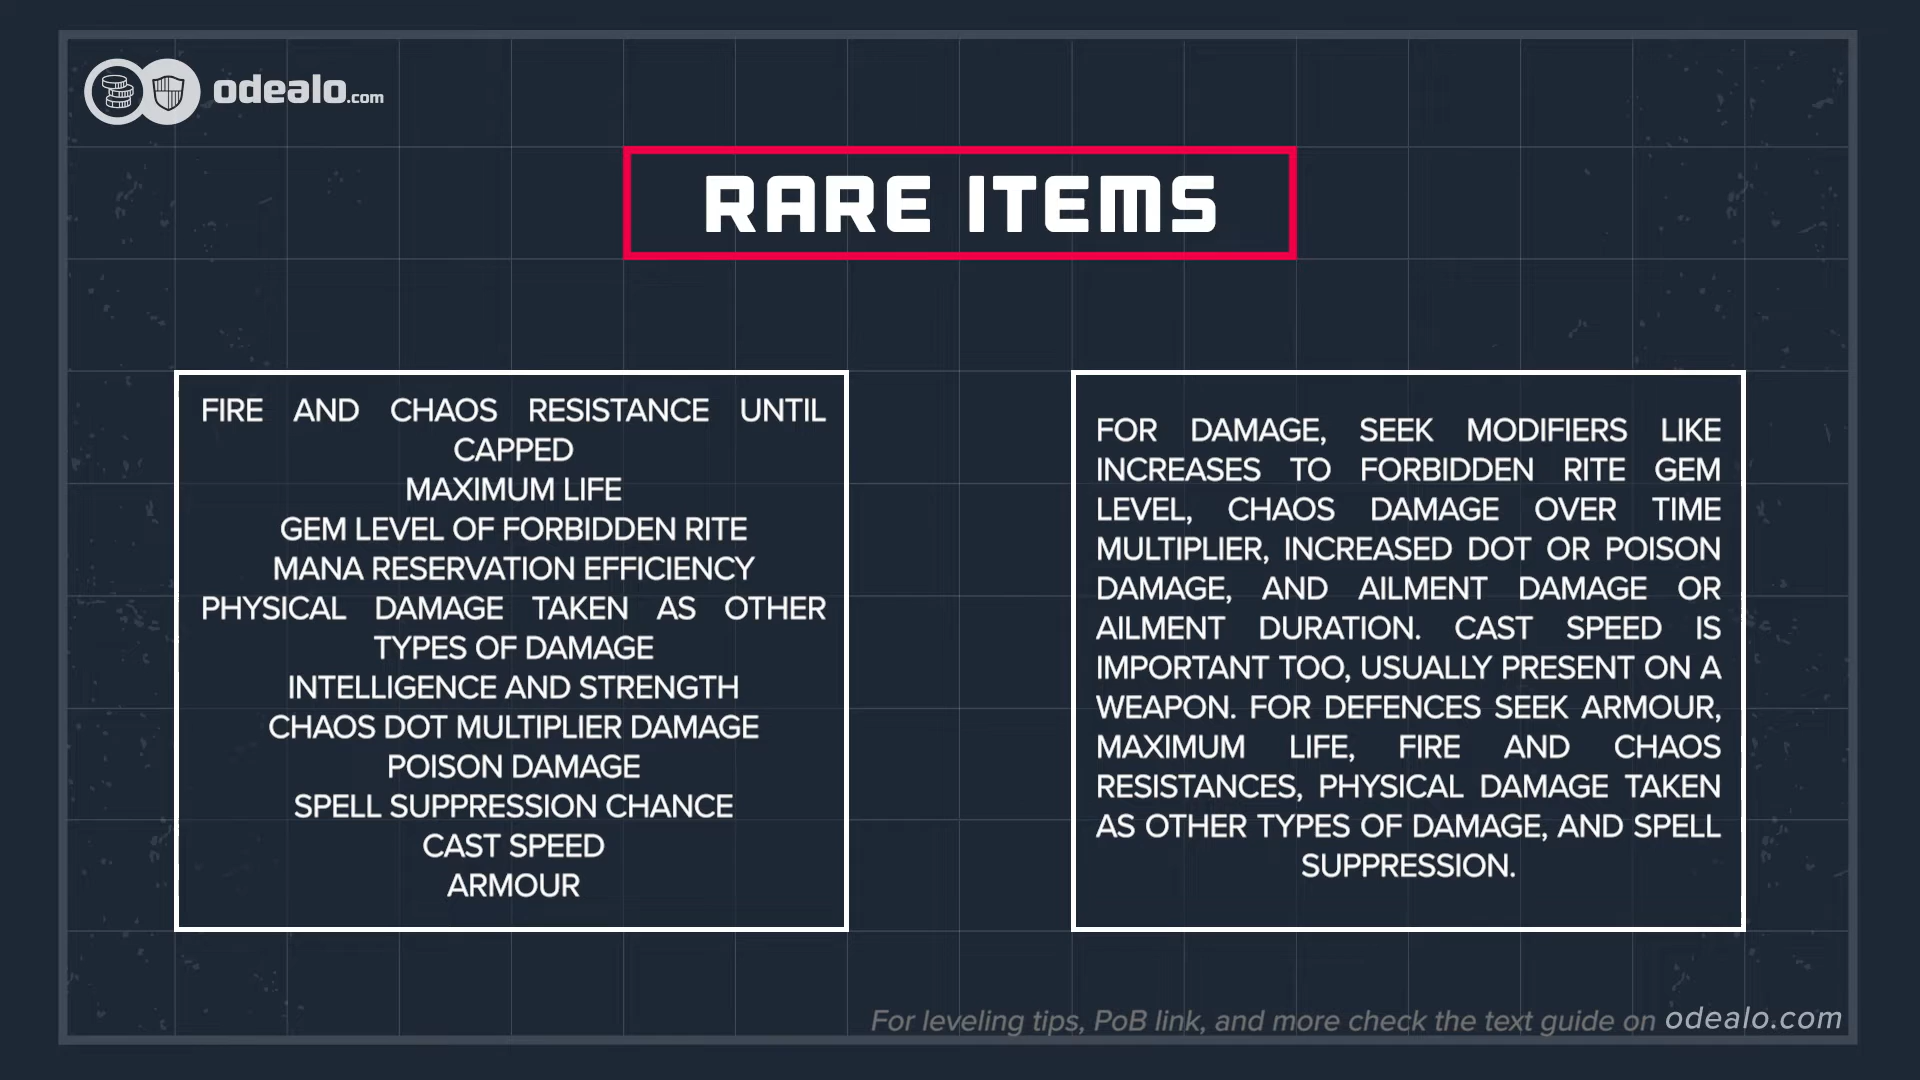 odealo.com
RARE ITEMS
FIRE AND CHAOS RESISTANCE UNTIL
CAPPED
MAXIMUM LIFE
GEM LEVEL OF FORBIDDEN RITE
MANA RESERVATION EFFICIENCY
PHYSICAL DAMAGE TAKEN AS OTHER
TYPES OF DAMAGE
INTELLIGENCE AND STRENGTH
CHAOS DOT MULTIPLIER DAMAGE
POISON DAMAGE
SPELL SUPPRESSION CHANCE
CAST SPEED
ARMOUR
FOR DAMAGE, SEEK MODIFIERS LIKE
INCREASES TO FORBIDDEN RITE GEM
LEVEL, CHAOS DAMAGE OVER TIME
MULTIPLIER, INCREASED DOT OR POISON
DAMAGE, AND AILMENT DAMAGE OR
AILMENT DURATION. CAST SPEED IS
IMPORTANT TOO, USUALLY PRESENT ON A
WEAPON. FOR DEFENCES SEEK ARMOUR,
MAXIMUM LIFE, FIRE AND CHAOS
RESISTANCES, PHYSICAL DAMAGE TAKEN
AS OTHER TYPES OF DAMAGE, AND SPELL
SUPPRESSION.
For leveling tips, PoB link, and more check the text guide on odealo.com